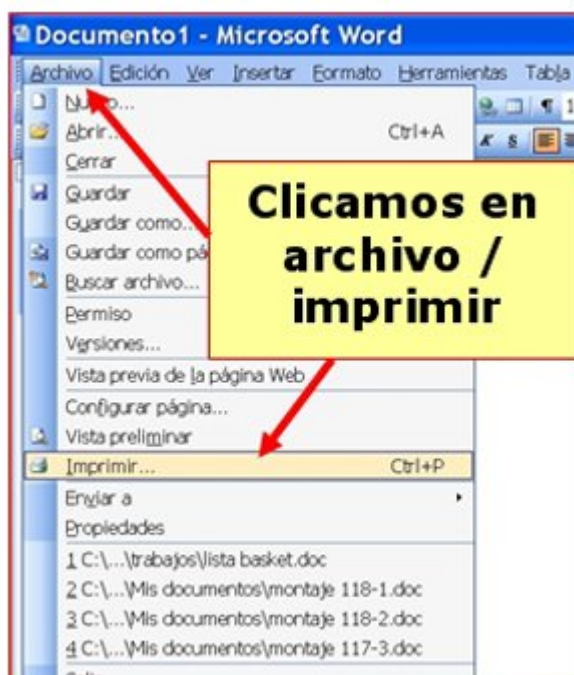 Documento1 - Microsoft Word
Archivo Edición Ver Insertar Formato Herramientas Tabla
Nuevo...
Abrir... Ctrl+A
Cerrar
Guardar
Guardar como...
Guardar como pá
Buscar archivo...
Permiso
Versiones...
Vista previa de la página Web
Configurar página...
Vista preliminar
Imprimir... Ctrl+P
Enviar a
Propiedades
1 C:\...\trabajos\lista basket.doc
2 C:\...\Mis documentos\montaje 118-1.doc
3 C:\...\Mis documentos\montaje 118-2.doc
4 C:\...\Mis documentos\montaje 117-3.doc
Clicamos en
archivo /
imprimir